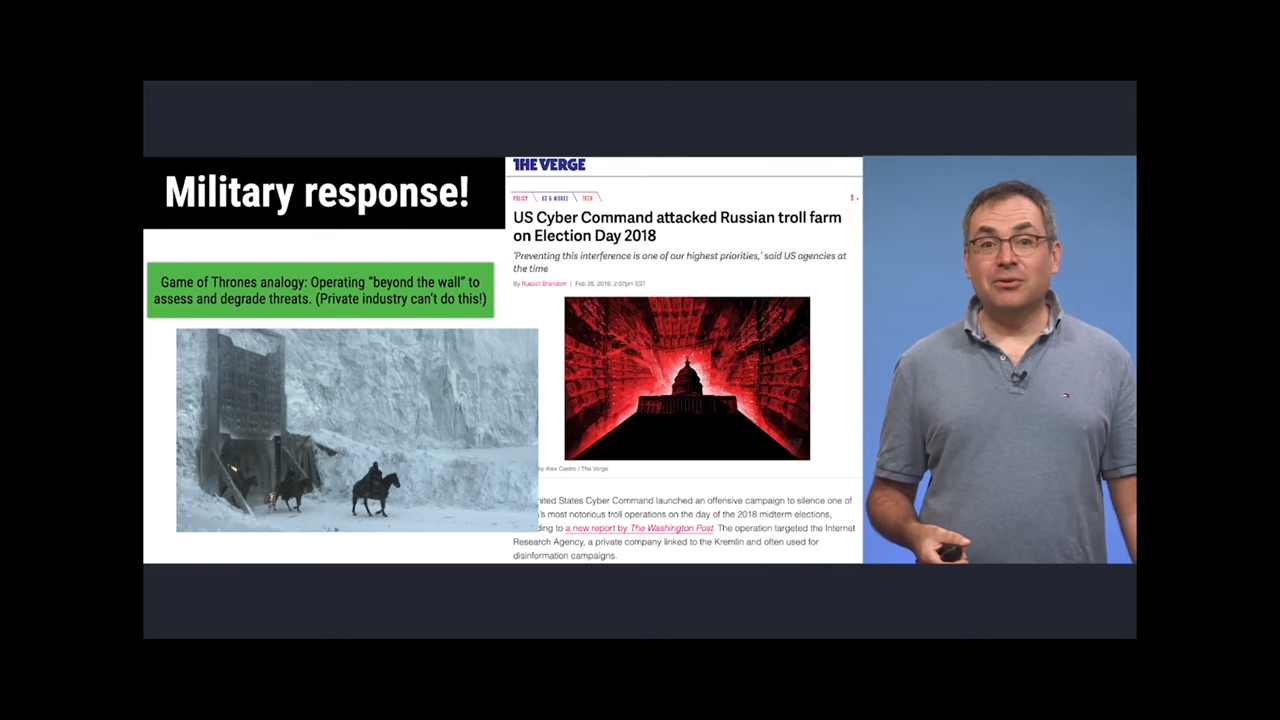 Military response!
Game of Thrones analogy: Operating “beyond the wall” to
assess and degrade threats. (Private industry can’t do this!)
THE VERGE
POLICY US & WORLD TECH
US Cyber Command attacked Russian troll farm
on Election Day 2018
‘Preventing this interference is one of our highest priorities,’ said US agencies at
the time
By Russell Brandom | Feb 26, 2019, 2:07pm EST
by Alex Castro / The Verge
nited States Cyber Command launched an offensive campaign to silence one of
’s most notorious troll operations on the day of the 2018 midterm elections,
ding to a new report by The Washington Post. The operation targeted the Internet
Research Agency, a private company linked to the Kremlin and often used for
disinformation campaigns.